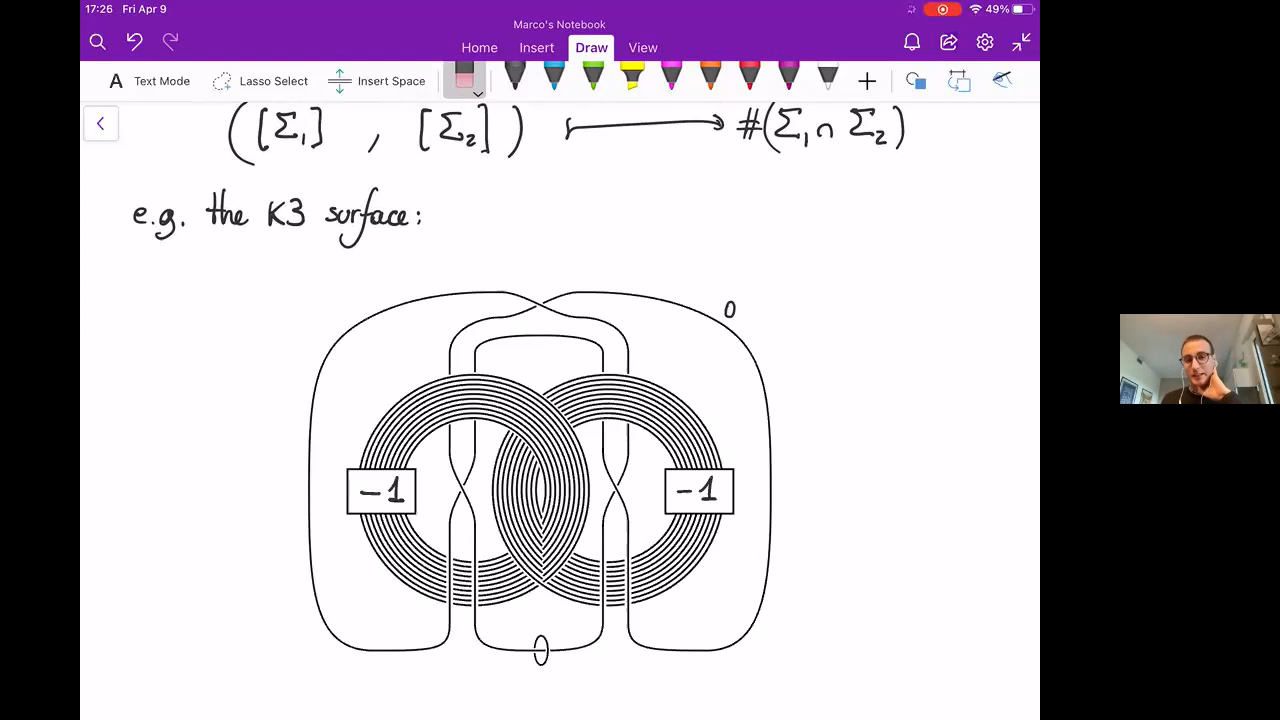 17:26 Fri Apr 9
49%
Marco's Notebook
Home Insert Draw View
A Text Mode Lasso Select Insert Space
([Σ₁] , [Σ₂]) ⟼ #(Σ₁∩ Σ₂)
e.g. the K3 surface:
0
-1 -1